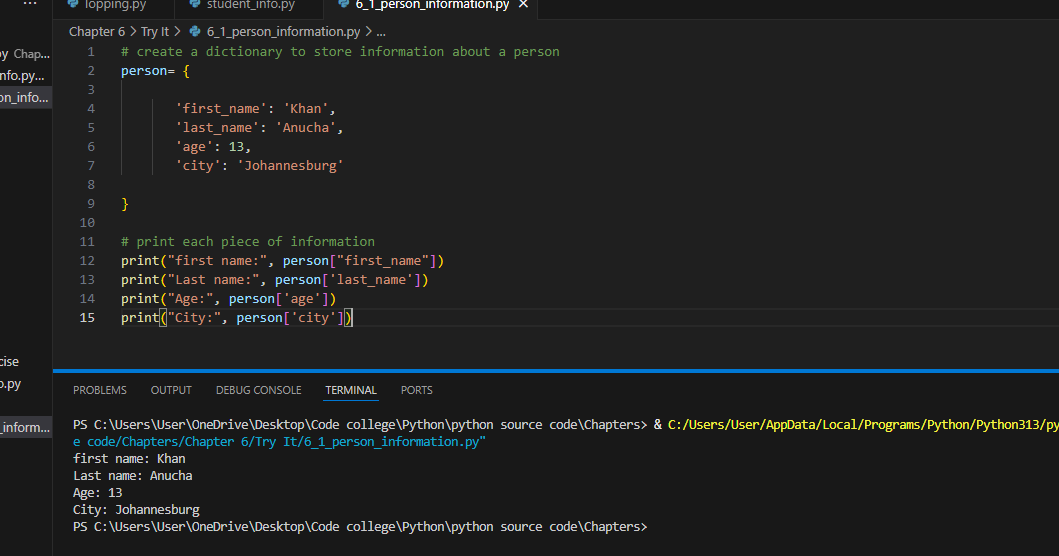 ... lopping.py student_info.py 6_1_person_information.py ×
Chapter 6 > Try It > 6_1_person_information.py > ...
py Chap...
nfo.py...
on_info...
cise
o.py
_inform...
1 # create a dictionary to store information about a person
2 person= {
3
4 'first_name': 'Khan',
5 'last_name': 'Anucha',
6 'age': 13,
7 'city': 'Johannesburg'
8
9 }
10
11 # print each piece of information
12 print("first name:", person["first_name"])
13 print("Last name:", person['last_name'])
14 print("Age:", person['age'])
15 print("City:", person['city'])
PROBLEMS OUTPUT DEBUG CONSOLE TERMINAL PORTS
PS C:\Users\User\OneDrive\Desktop\Code college\Python\python source code\Chapters> & C:/Users/User/AppData/Local/Programs/Python/Python313/py
e code/Chapters/Chapter 6/Try It/6_1_person_information.py"
first name: Khan
Last name: Anucha
Age: 13
City: Johannesburg
PS C:\Users\User\OneDrive\Desktop\Code college\Python\python source code\Chapters>